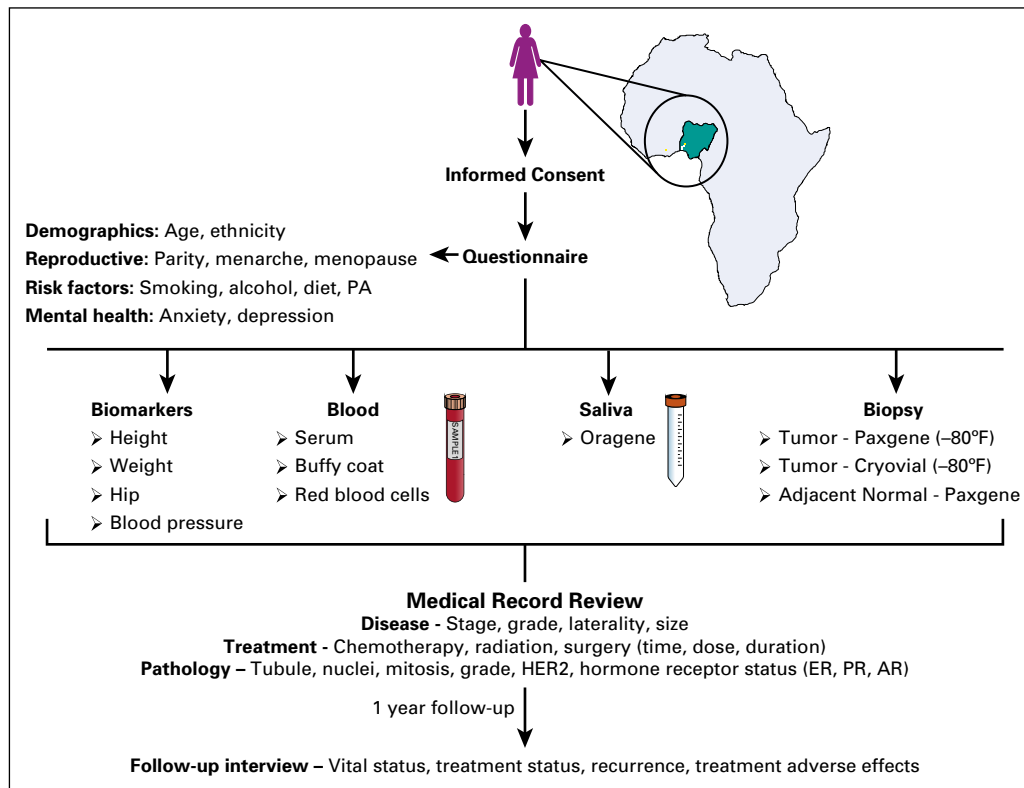 Informed Consent
Questionnaire
Demographics: Age, ethnicity
Reproductive: Parity, menarche, menopause
Risk factors: Smoking, alcohol, diet, PA
Mental health: Anxiety, depression
Biomarkers
➢ Height
➢ Weight
➢ Hip
➢ Blood pressure
Blood
➢ Serum
➢ Buffy coat
➢ Red blood cells
SAMPLE1
Saliva
➢ Oragene
Biopsy
➢ Tumor - Paxgene (–80ºF)
➢ Tumor - Cryovial (–80ºF)
➢ Adjacent Normal - Paxgene
Medical Record Review
Disease - Stage, grade, laterality, size
Treatment - Chemotherapy, radiation, surgery (time, dose, duration)
Pathology – Tubule, nuclei, mitosis, grade, HER2, hormone receptor status (ER, PR, AR)
1 year follow-up
Follow-up interview – Vital status, treatment status, recurrence, treatment adverse effects